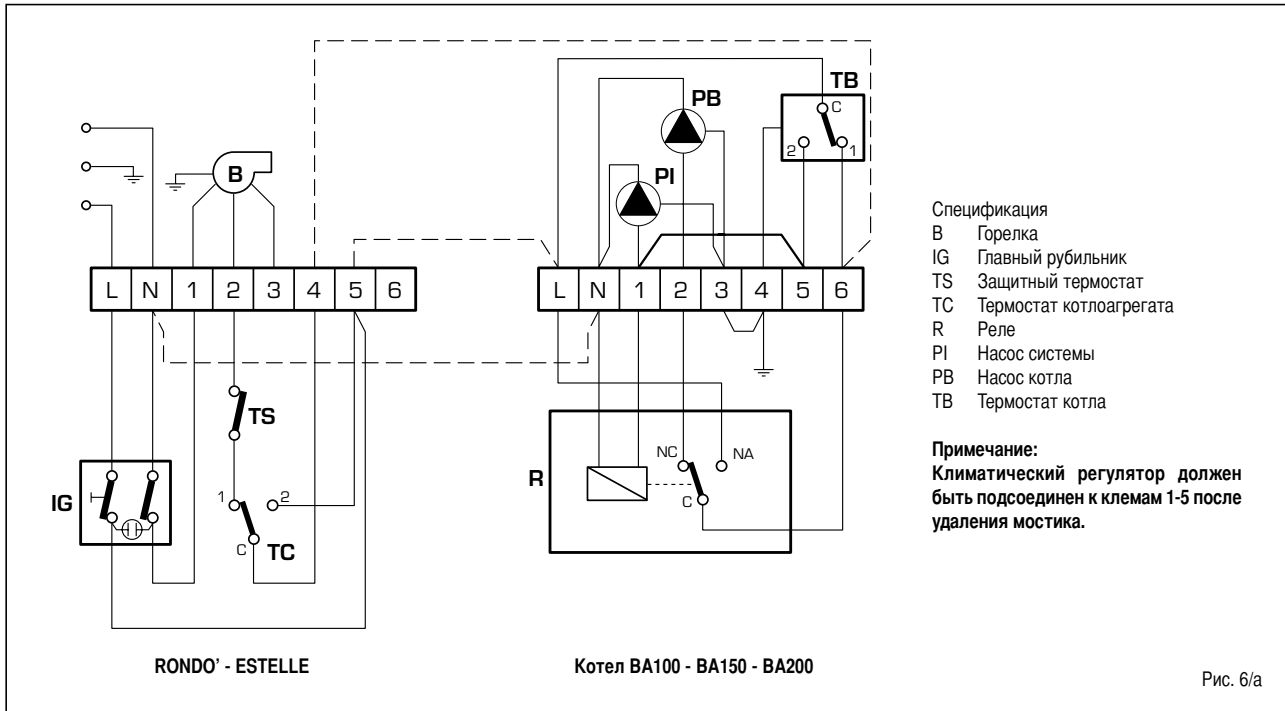 TB
C
PB
2
1
B
PI
L N 1 2 3 4 5 6
L N 1 2 3 4 5 6
TS
NC
NA
R
C
IG
1
2
C
TC
RONDO' - ESTELLE
Котел BA100 - BA150 - BA200
Спецификация
B Горелка
IG Главный рубильник
TS Защитный термостат
TC Термостат котлоагрегата
R Реле
PI Насос системы
PB Насос котла
TB Термостат котла
Примечание:
Климатический регулятор должен
быть подсоединен к клемам 1-5 после
удаления мостика.
Рис. 6/a